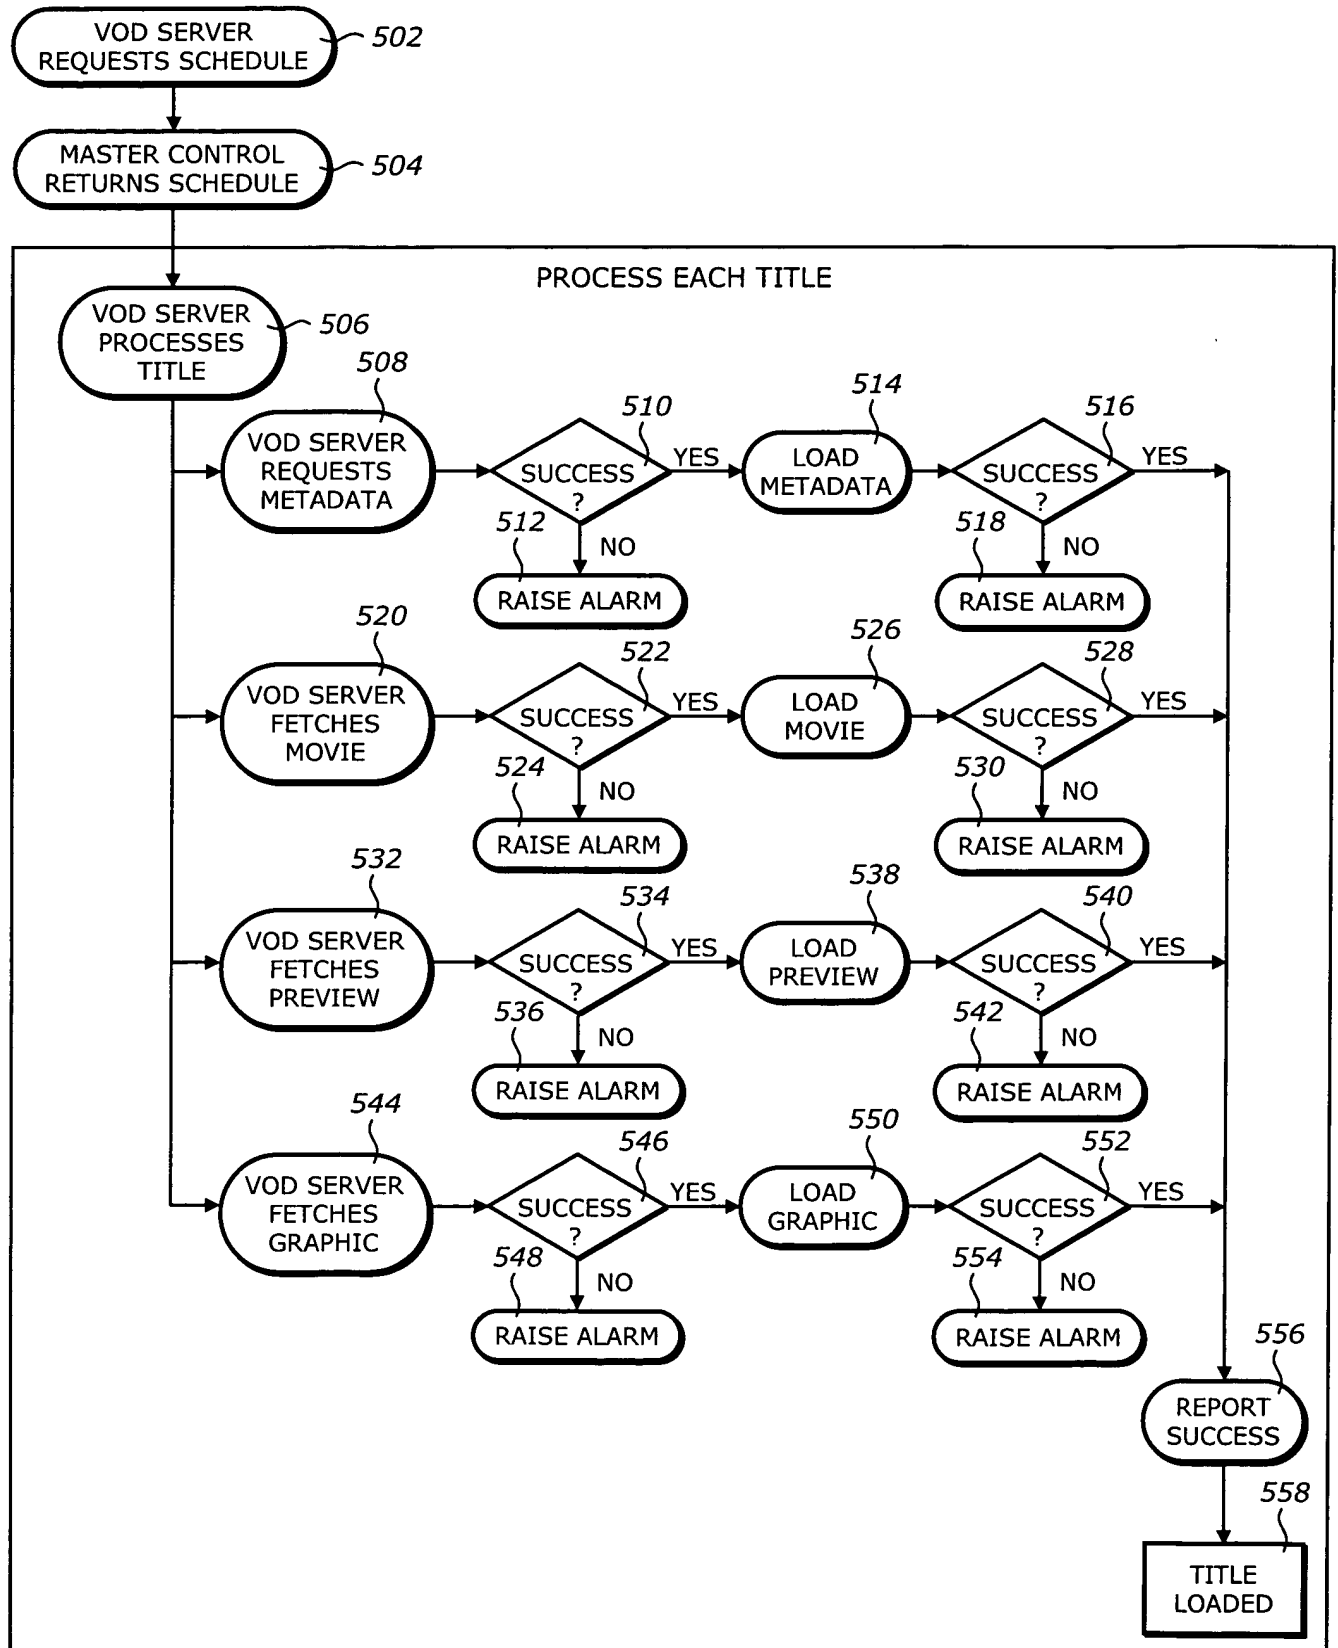 VOD SERVER
REQUESTS SCHEDULE
502
MASTER CONTROL
RETURNS SCHEDULE
504
PROCESS EACH TITLE
VOD SERVER
PROCESSES
TITLE
506
508
VOD SERVER
REQUESTS
METADATA
510
SUCCESS
?
YES
514
LOAD
METADATA
516
SUCCESS
?
YES
512
NO
RAISE ALARM
518
NO
RAISE ALARM
520
VOD SERVER
FETCHES
MOVIE
522
SUCCESS
?
YES
526
LOAD
MOVIE
528
SUCCESS
?
YES
524
NO
RAISE ALARM
530
NO
RAISE ALARM
532
VOD SERVER
FETCHES
PREVIEW
534
SUCCESS
?
YES
538
LOAD
PREVIEW
540
SUCCESS
?
YES
536
NO
RAISE ALARM
542
NO
RAISE ALARM
544
VOD SERVER
FETCHES
GRAPHIC
546
SUCCESS
?
YES
550
LOAD
GRAPHIC
552
SUCCESS
?
YES
548
NO
RAISE ALARM
554
NO
RAISE ALARM
556
REPORT
SUCCESS
558
TITLE
LOADED